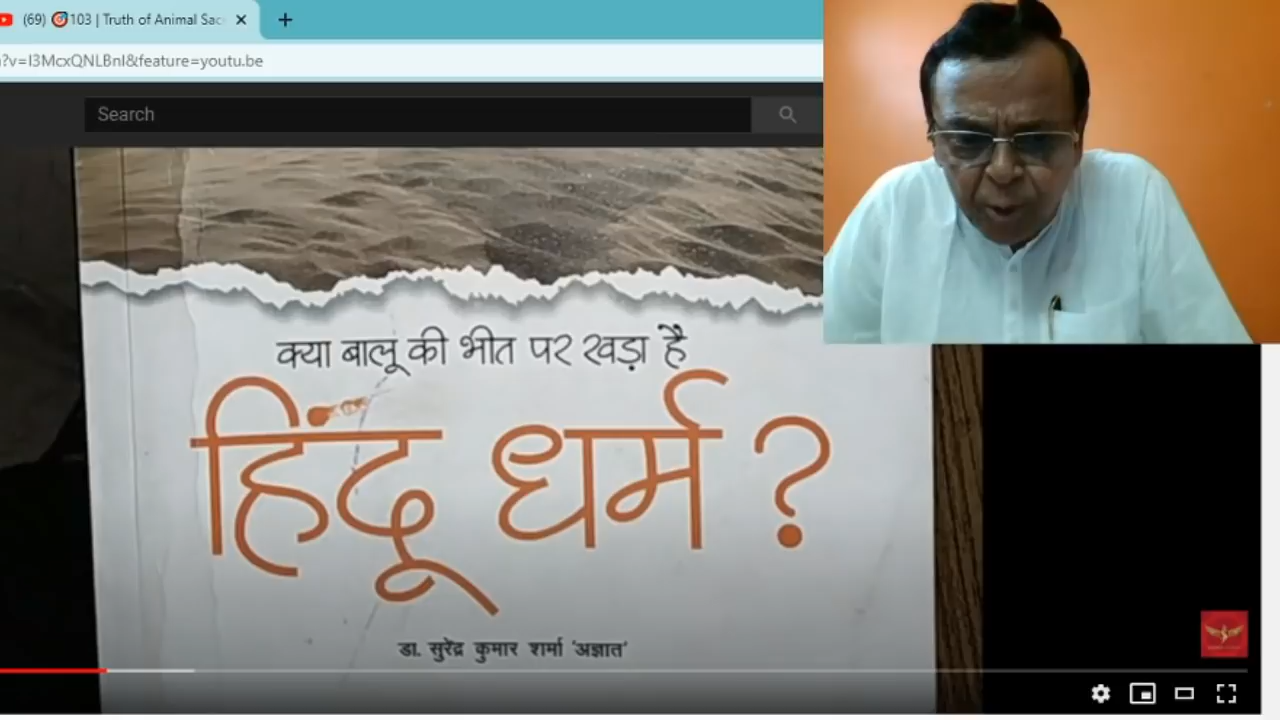 (69) 🎯103 | Truth of Animal Sac
?v=I3McxQNLBnI&feature=youtu.be
Search
क्या बालू की भीत पर खड़ा है
हिंदू धर्म ?
डा. सुरेंद्र कुमार शर्मा 'अज्ञात'